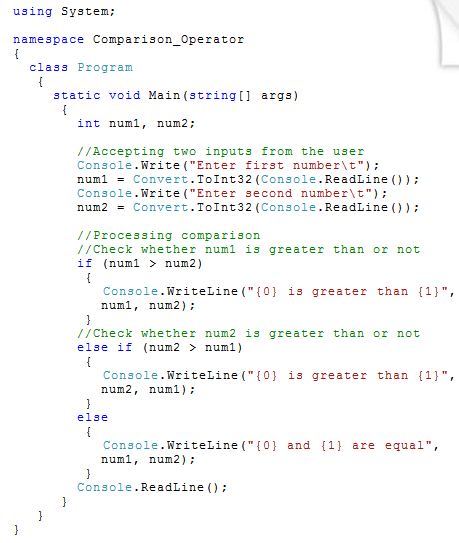 using System;
namespace Comparison_Operator
{
class Program
{
static void Main(string[] args)
{
int num1, num2;
//Accepting two inputs from the user
Console.Write("Enter first number\t");
num1 = Convert.ToInt32(Console.ReadLine());
Console.Write("Enter second number\t");
num2 = Convert.ToInt32(Console.ReadLine());
//Processing comparison
//Check whether num1 is greater than or not
if (num1 > num2)
{
Console.WriteLine("{0} is greater than {1}",
num1, num2);
}
//Check whether num2 is greater than or not
else if (num2 > num1)
{
Console.WriteLine("{0} is greater than {1}",
num2, num1);
}
else
{
Console.WriteLine("{0} and {1} are equal",
num1, num2);
}
Console.ReadLine();
}
}
}